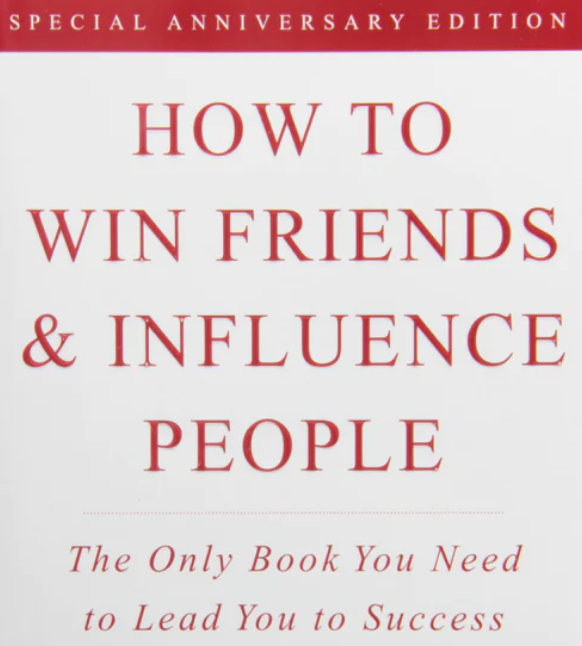 SPECIAL ANNIVERSARY EDITION
HOW TO
WIN FRIENDS
& INFLUENCE
PEOPLE
The Only Book You Need
to Lead You to Success